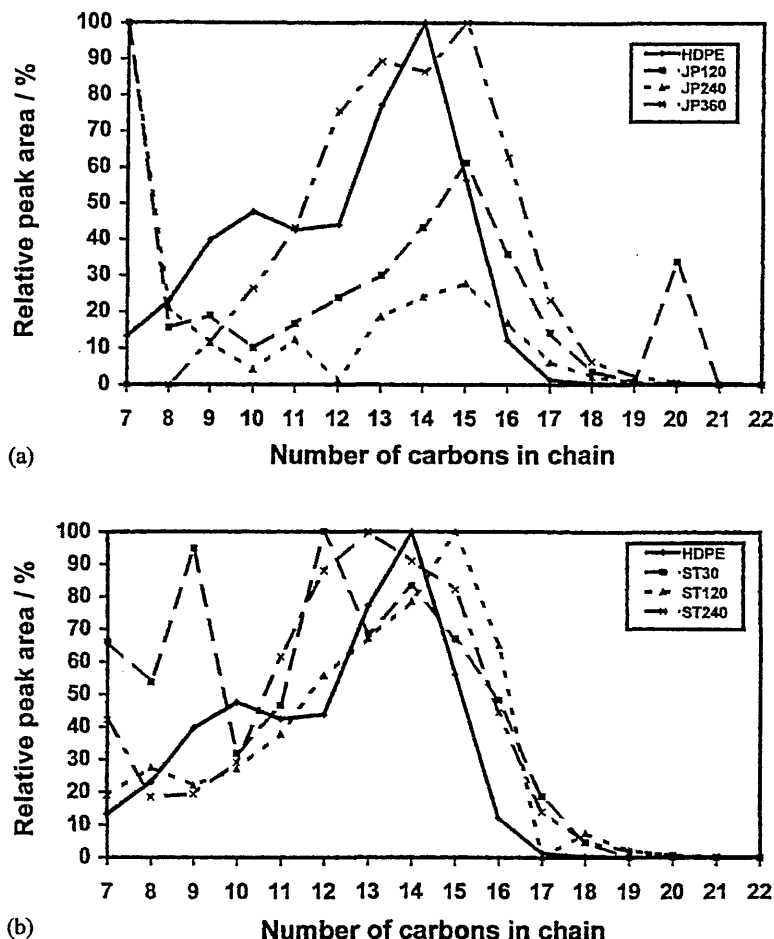 100
90
80
70
60
50
40
30
20
10
0
Relative peak area / %
HDPE
JP120
JP240
JP360
7 8 9 10 11 12 13 14 15 16 17 18 19 20 21 22
(a)
Number of carbons in chain
100
90
80
70
60
50
40
30
20
10
0
Relative peak area / %
HDPE
ST30
ST120
ST240
7 8 9 10 11 12 13 14 15 16 17 18 19 20 21 22
(b)
Number of carbons in chain